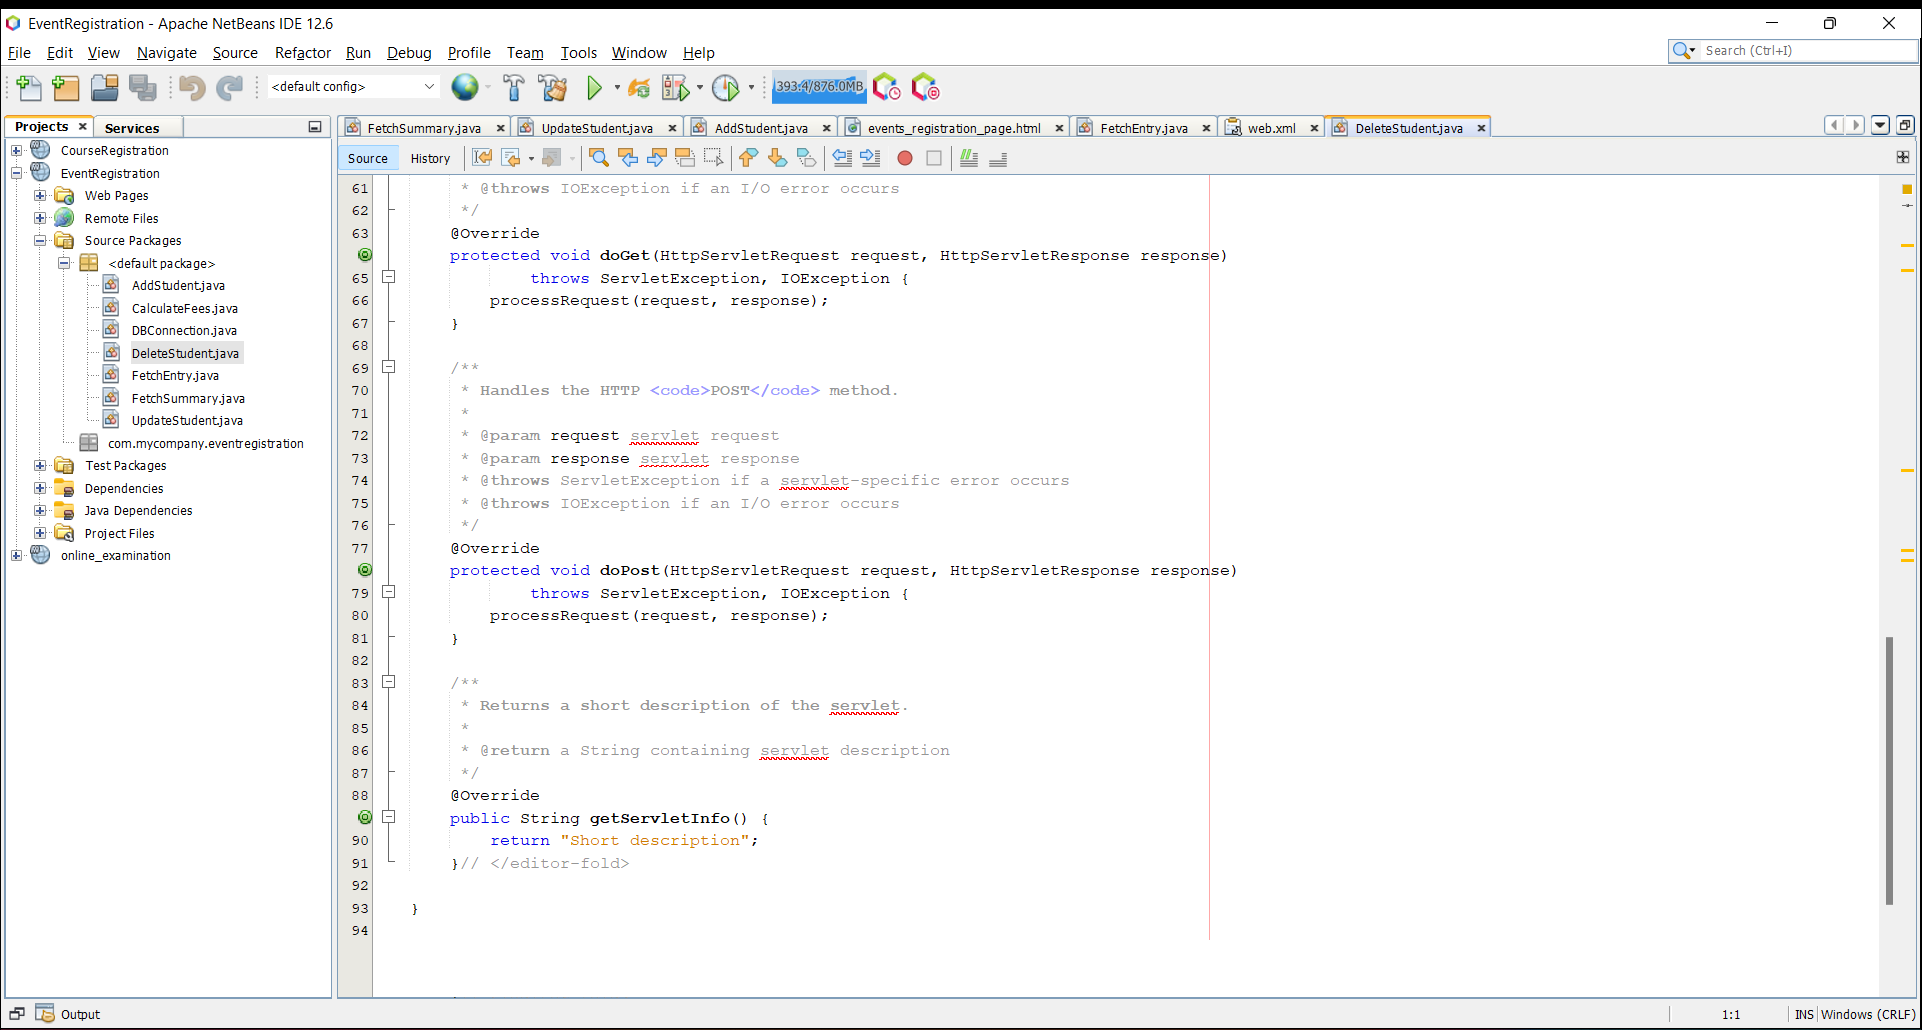 EventRegistration - Apache NetBeans IDE 12.6
File Edit View Navigate Source Refactor Run Debug Profile Team Tools Window Help
Search (Ctrl+I)
<default config>
393.4/876.0MB
Projects Services
FetchSummary.java UpdateStudent.java AddStudent.java events_registration_page.html FetchEntry.java web.xml DeleteStudent.java
Source History
CourseRegistration
EventRegistration
Web Pages
Remote Files
Source Packages
<default package>
AddStudent.java
CalculateFees.java
DBConnection.java
DeleteStudent.java
FetchEntry.java
FetchSummary.java
UpdateStudent.java
com.mycompany.eventregistration
Test Packages
Dependencies
Java Dependencies
Project Files
online_examination
61 * @throws IOException if an I/O error occurs
62 */
63 @Override
protected void doGet(HttpServletRequest request, HttpServletResponse response)
65 throws ServletException, IOException {
66 processRequest(request, response);
67 }
68
69 /**
70 * Handles the HTTP <code>POST</code> method.
71 *
72 * @param request servlet request
73 * @param response servlet response
74 * @throws ServletException if a servlet-specific error occurs
75 * @throws IOException if an I/O error occurs
76 */
77 @Override
protected void doPost(HttpServletRequest request, HttpServletResponse response)
79 throws ServletException, IOException {
80 processRequest(request, response);
81 }
82
83 /**
84 * Returns a short description of the servlet.
85 *
86 * @return a String containing servlet description
87 */
88 @Override
public String getServletInfo() {
90 return "Short description";
91 }// </editor-fold>
92
93 }
94
Output
1:1 INS Windows (CRLF)